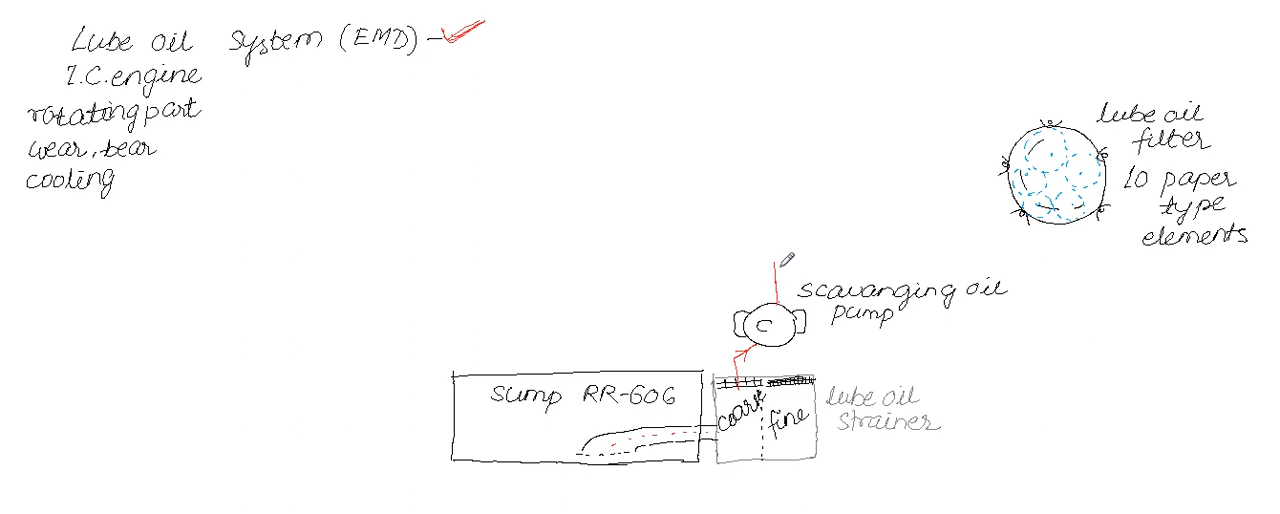 Lube oil system (EMD) -
I.C. engine
rotating part
wear, bear
cooling
lube oil
filter
10 paper
type
elements
scavanging oil
pump
C
sump RR-606
coarse
fine
lube oil
strainer